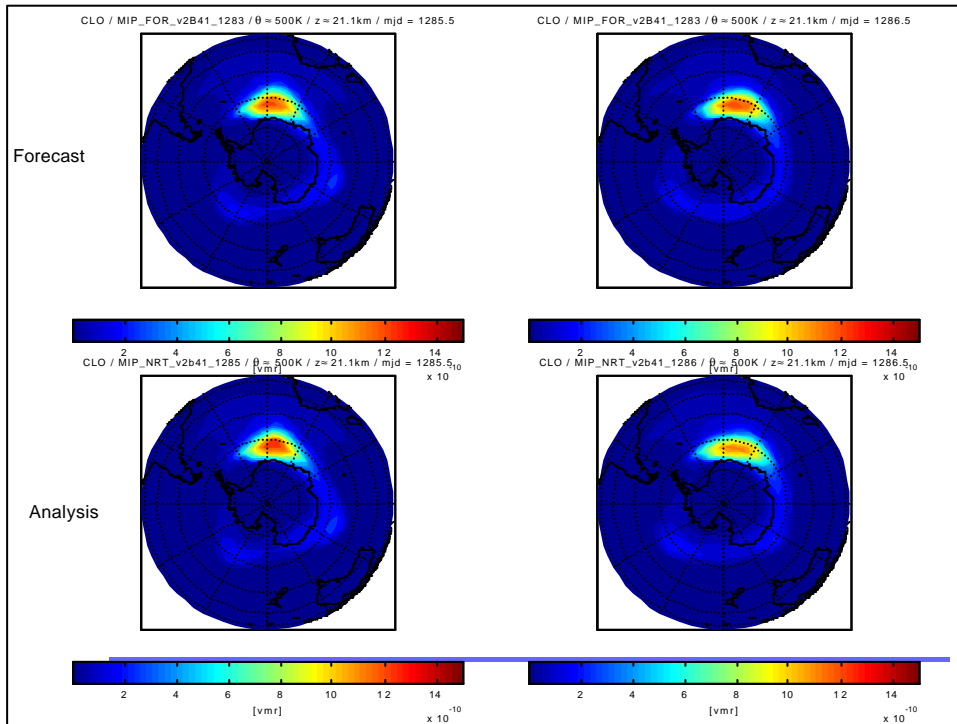 CLO / MIP_FOR_v2B41_1283 / θ ≈ 500K / z ≈ 21.1km / mjd = 1285.5
CLO / MIP_FOR_v2B41_1283 / θ ≈ 500K / z ≈ 21.1km / mjd = 1286.5
Forecast
2 4 6 8 10 12 14
[vmr]
x 10 -10
2 4 6 8 10 12 14
[vmr]
x 10 -10
CLO / MIP_NRT_v2b41_1285 / θ ≈ 500K / z ≈ 21.1km / mjd = 1285.5
CLO / MIP_NRT_v2b41_1286 / θ ≈ 500K / z ≈ 21.1km / mjd = 1286.5
Analysis
2 4 6 8 10 12 14
[vmr]
x 10 -10
2 4 6 8 10 12 14
[vmr]
x 10 -10